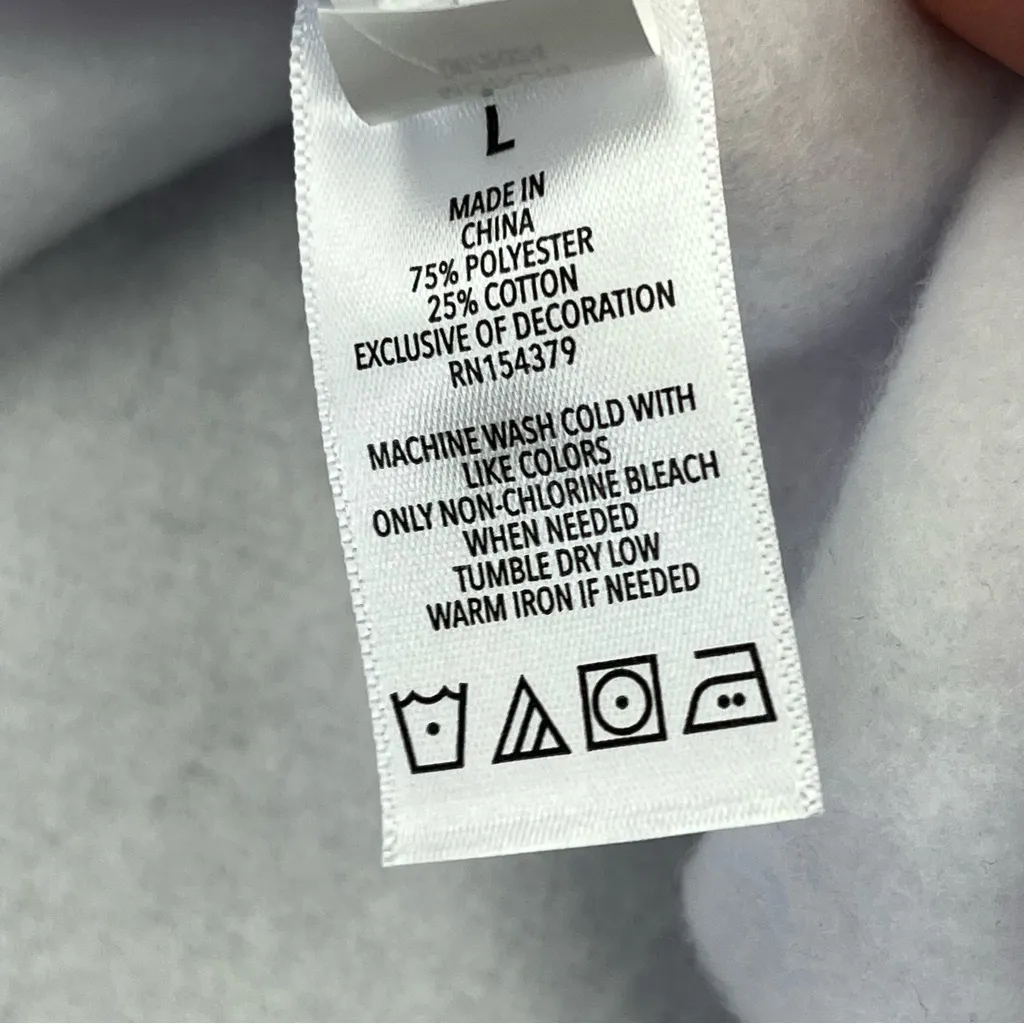 L
MADE IN
CHINA
75% POLYESTER
25% COTTON
EXCLUSIVE OF DECORATION
RN154379
MACHINE WASH COLD WITH
LIKE COLORS
ONLY NON-CHLORINE BLEACH
WHEN NEEDED
TUMBLE DRY LOW
WARM IRON IF NEEDED